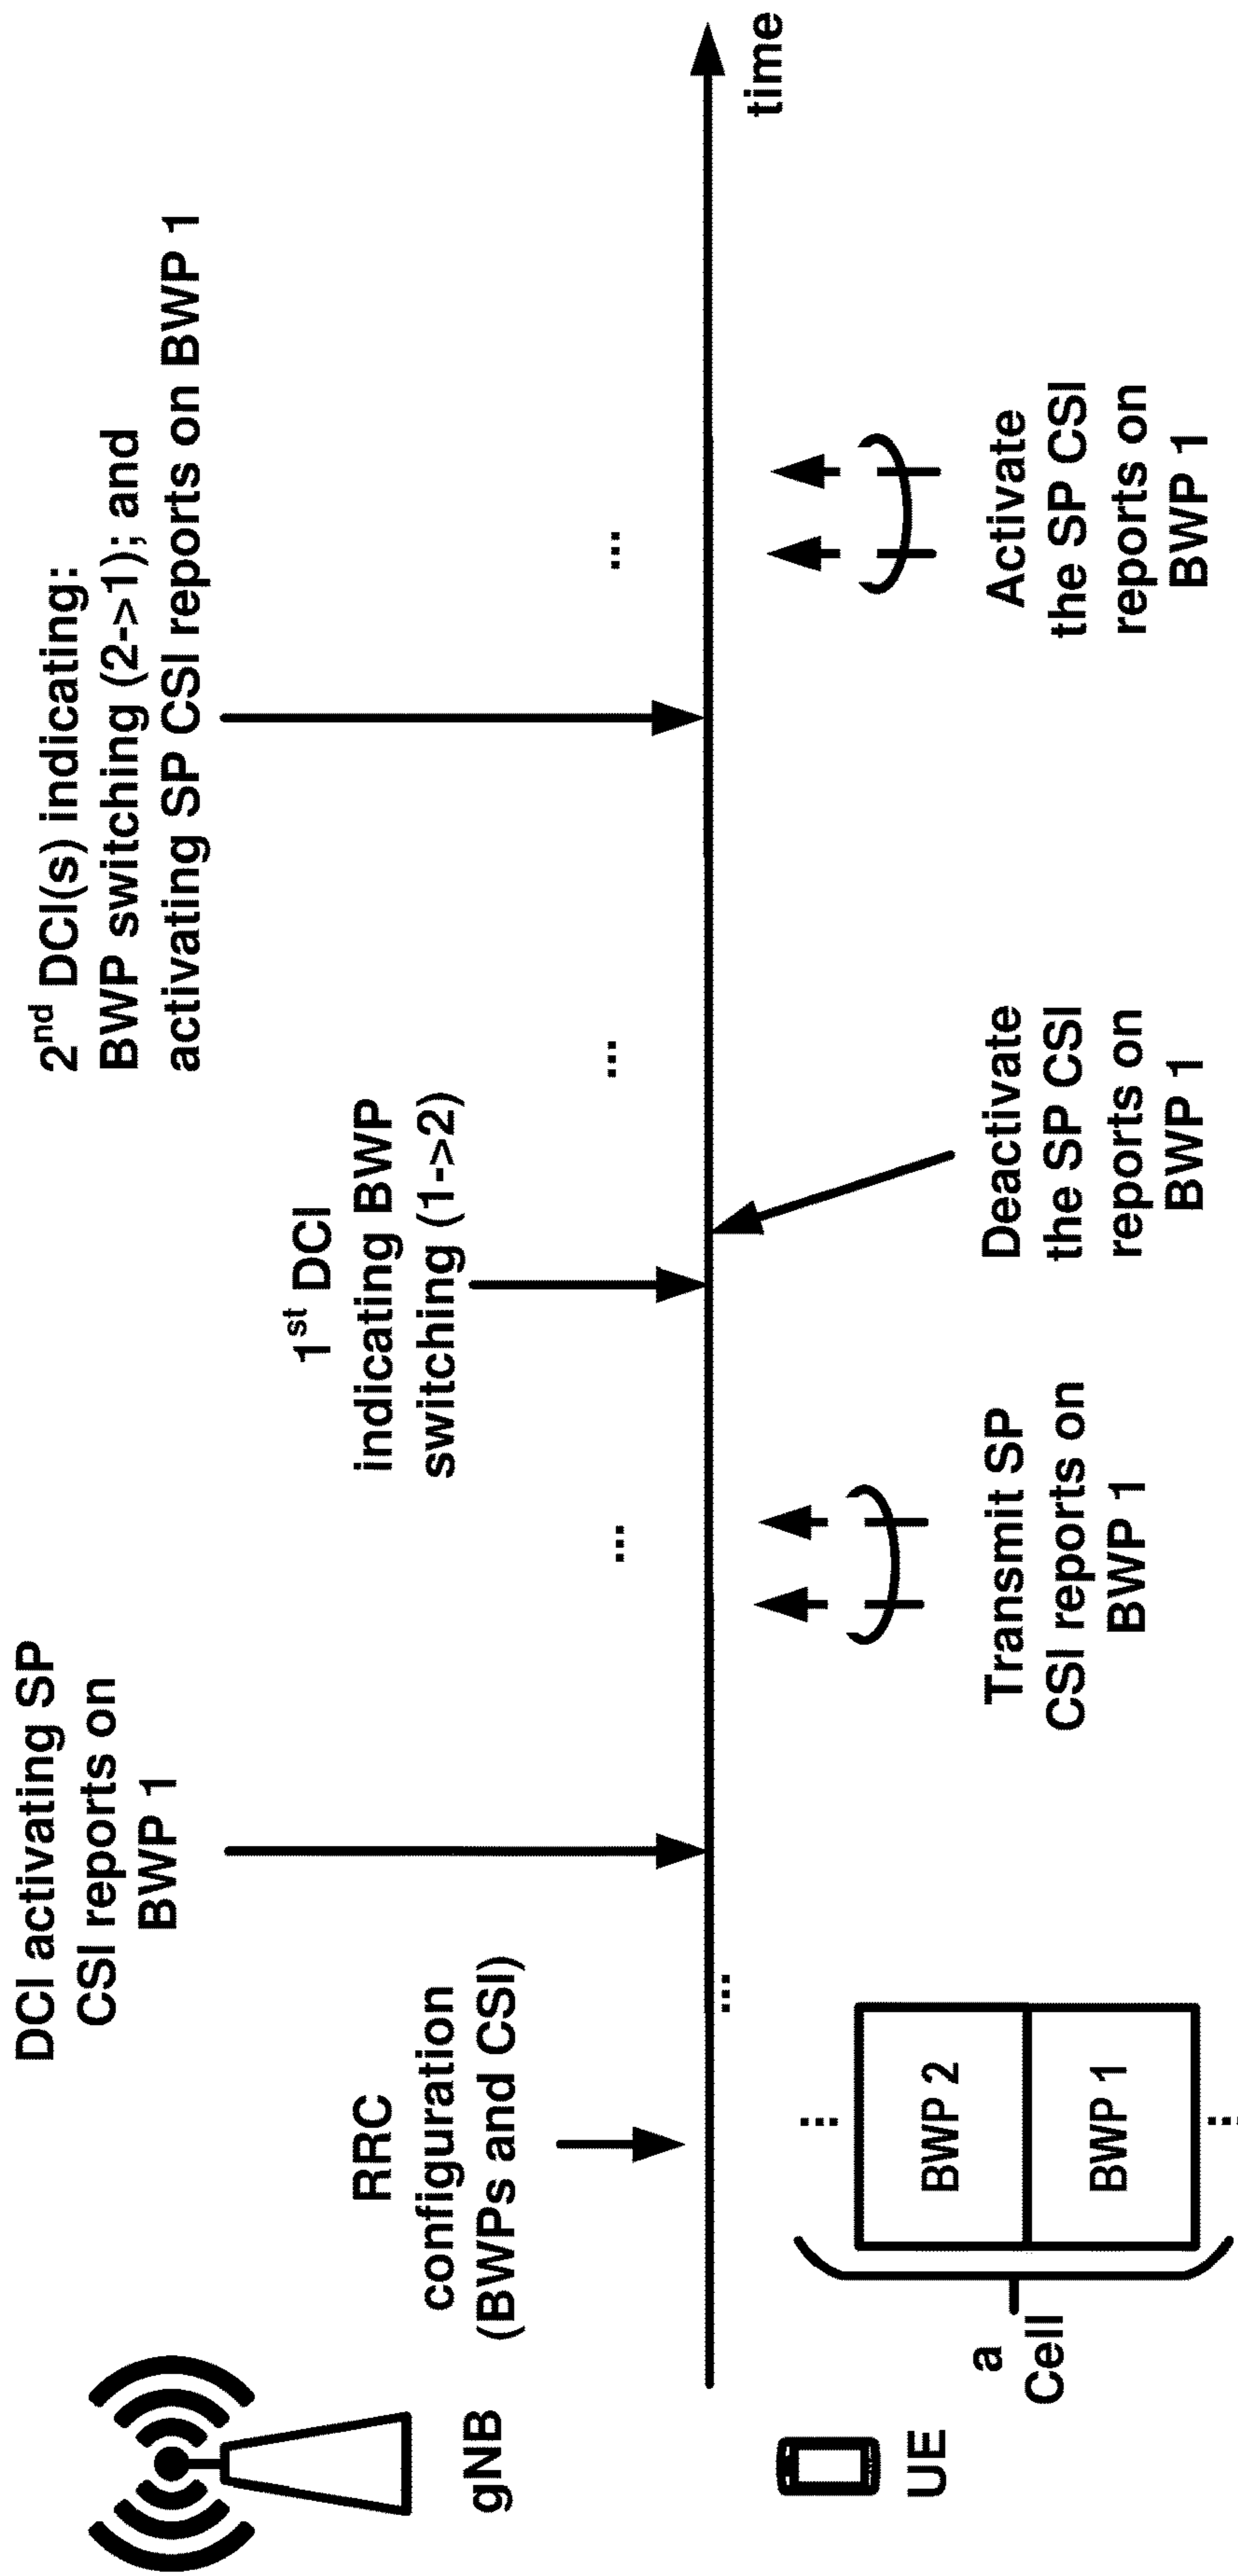 gNB
UE
RRC
configuration
(BWPs and CSI)
DCI activating SP
CSI reports on
BWP 1
1st DCI
indicating BWP
switching (1->2)
2nd DCI(s) indicating:
BWP switching (2->1); and
activating SP CSI reports on BWP 1
...
...
...
...
time
a
Cell
...
BWP 2
BWP 1
...
Transmit SP
CSI reports on
BWP 1
Deactivate
the SP CSI
reports on
BWP 1
Activate
the SP CSI
reports on
BWP 1